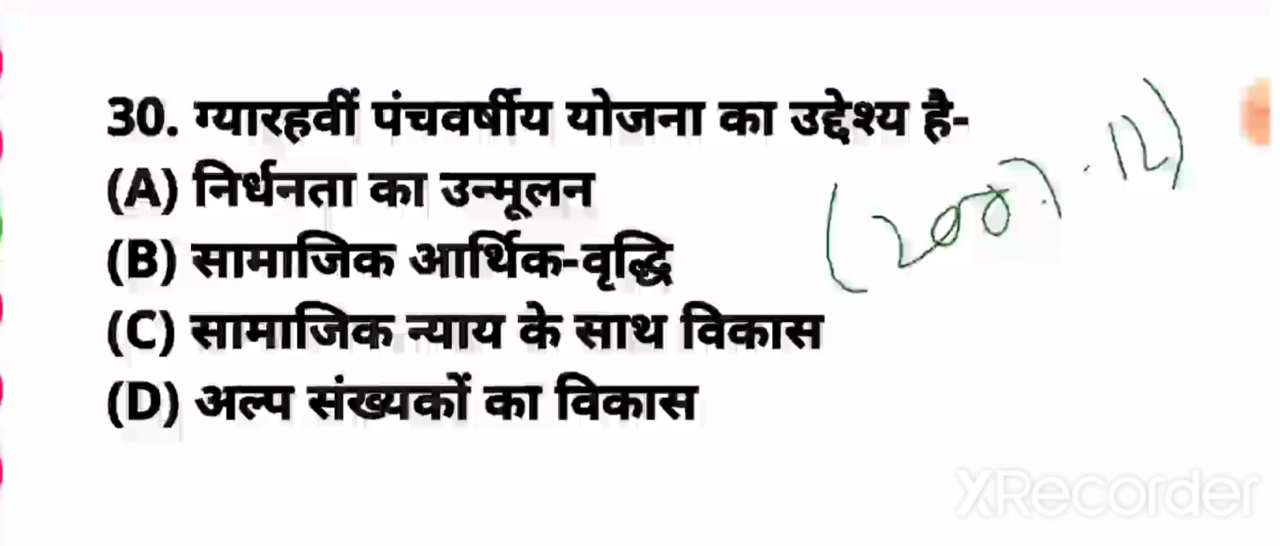 30. ग्यारहवीं पंचवर्षीय योजना का उद्देश्य है-
(2007-12)
(A) निर्धनता का उन्मूलन
(B) सामाजिक आर्थिक-वृद्धि
(C) सामाजिक न्याय के साथ विकास
(D) अल्प संख्यकों का विकास
XRecorder